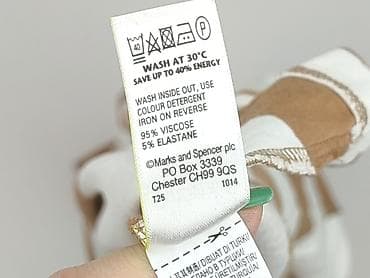 40 P
WASH AT 30°C
SAVE UP TO 40% ENERGY
WASH INSIDE OUT, USE
COLOUR DETERGENT
IRON ON REVERSE
95% VISCOSE
5% ELASTANE
©Marks and Spencer plc
PO Box 3339
Chester CH99 9QS
T25 1014